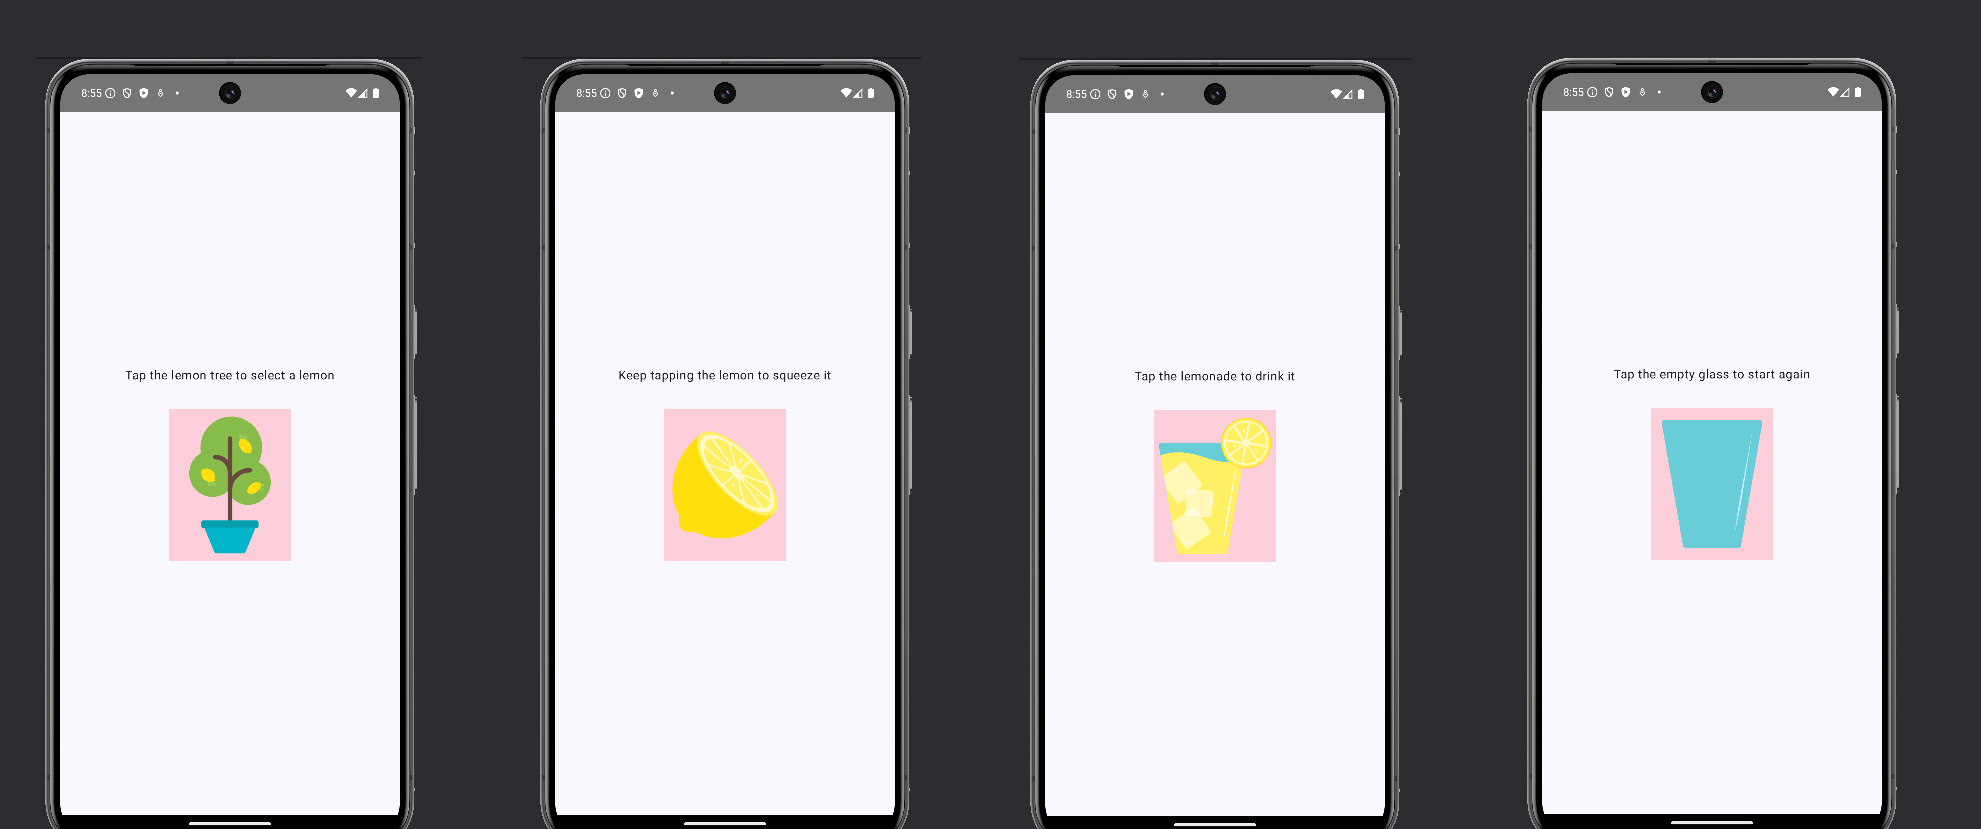 8:55
Tap the lemon tree to select a lemon
8:55
Keep tapping the lemon to squeeze it
8:55
Tap the lemonade to drink it
8:55
Tap the empty glass to start again